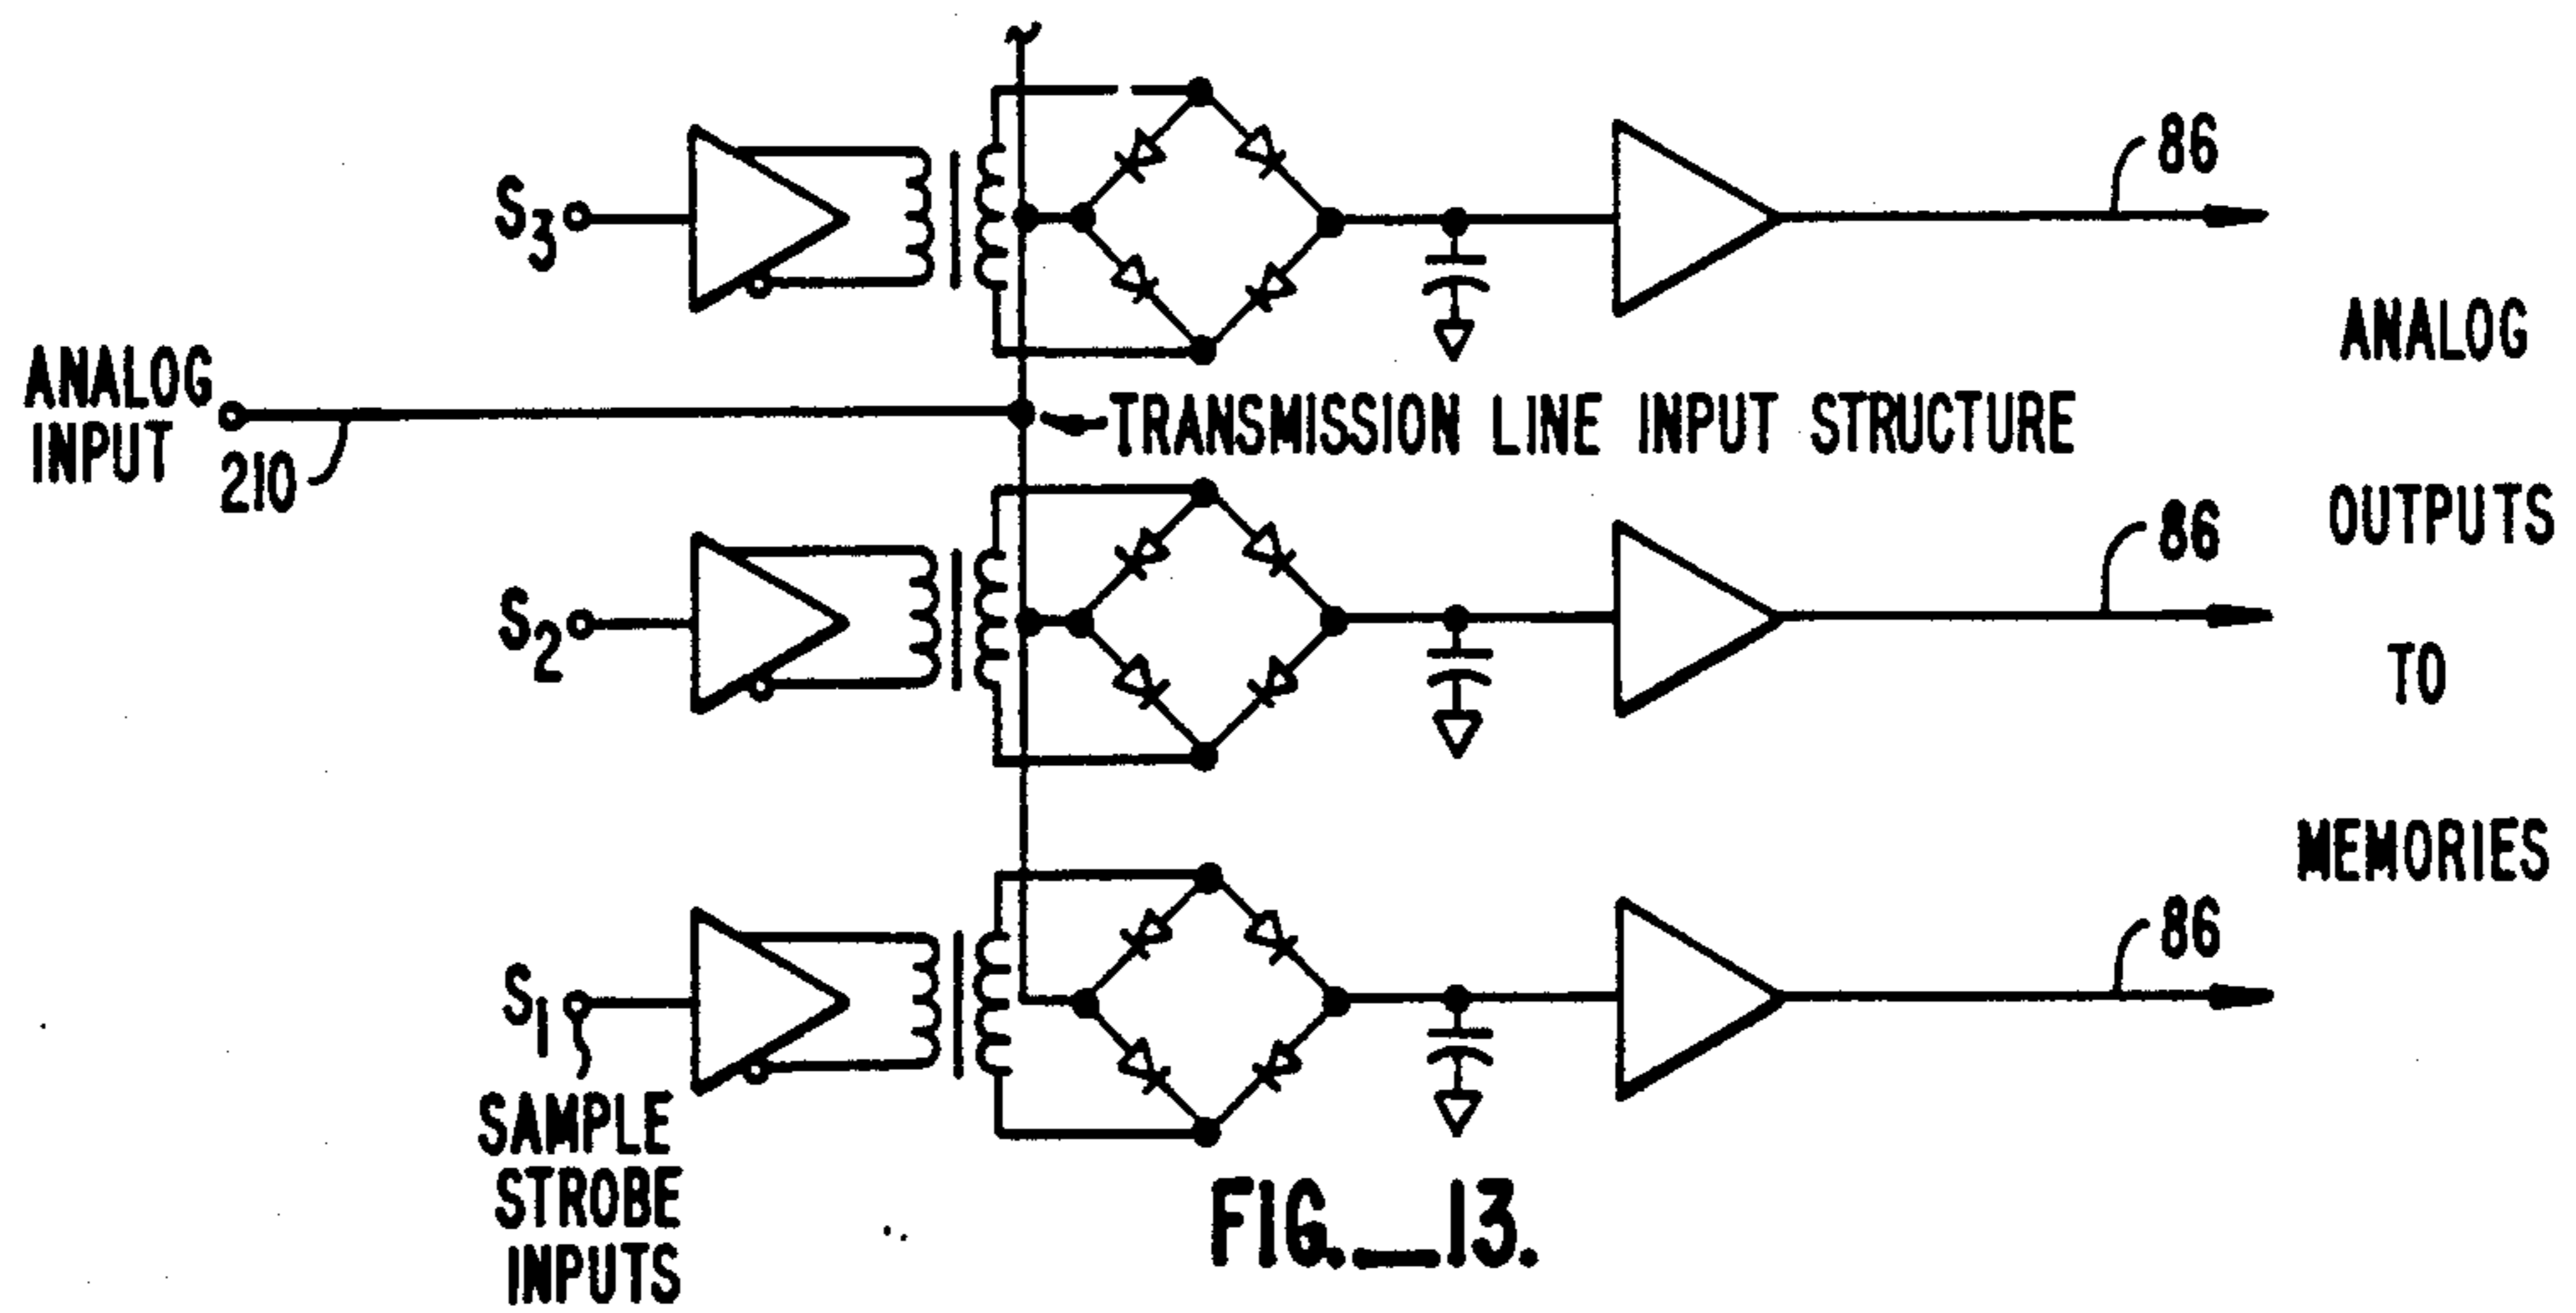 86
S3
ANALOG
INPUT
210
TRANSMISSION LINE INPUT STRUCTURE
ANALOG
OUTPUTS
TO
MEMORIES
86
S2
86
S1
SAMPLE
STROBE
INPUTS
FIG._13.